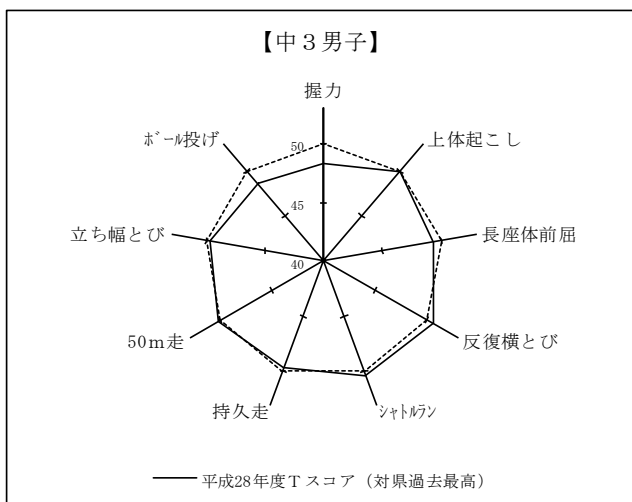 【中３男子】
握力
ﾎﾞｰﾙ投げ
50
上体起こし
立ち幅とび
45
長座体前屈
40
50ｍ走
反復横とび
持久走
ｼｬﾄﾙﾗﾝ
平成28年度Ｔスコア（対県過去最高）